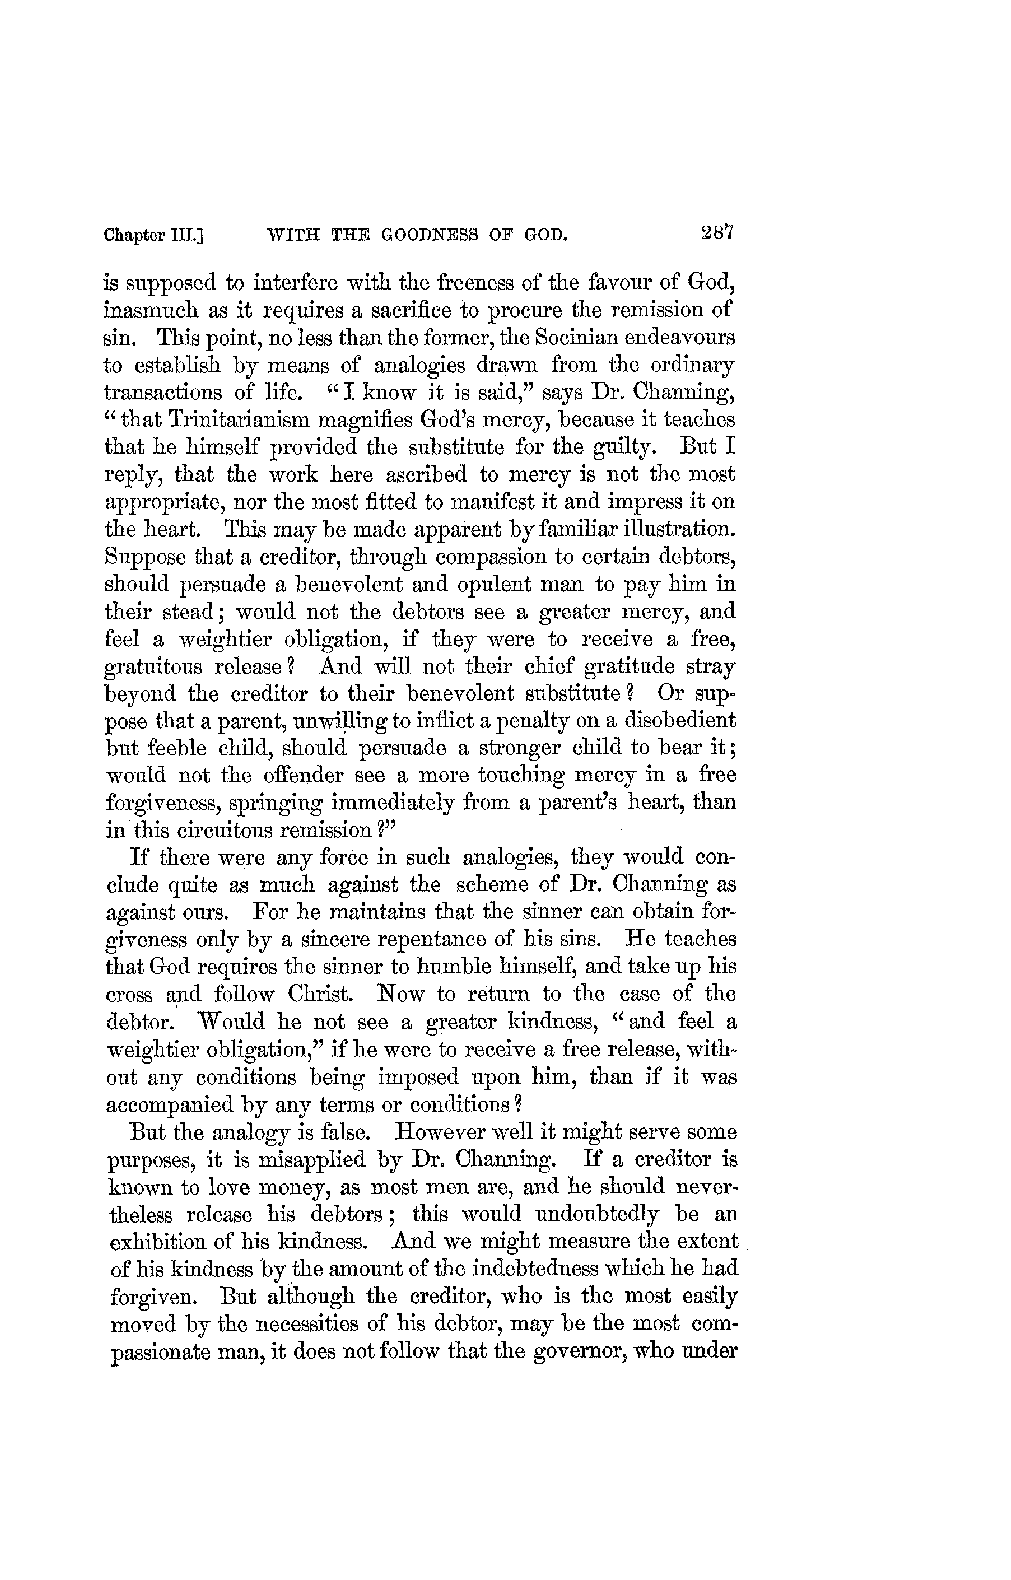 Chapter III.] WITH THE GOODNESS OF GOD. 287
is supposed to interfere with the freeness of the favour of God,
inasmuch as it requires a sacrifice to procure the remission of
sin. This point, no less than the former, the Socinian endeavours
to establish by means of analogies drawn from the ordinary
transactions of life. “I know it is said,” says Dr. Channing,
“that Trinitarianism magnifies God’s mercy, because it teaches
that he himself provided the substitute for the guilty. But I
reply, that the work here ascribed to mercy is not the most
appropriate, nor the most fitted to manifest it and impress it on
the heart. This may be made apparent by familiar illustration.
Suppose that a creditor, through compassion to certain debtors,
should persuade a benevolent and opulent man to pay him in
their stead; would not the debtors see a greater mercy, and
feel a weightier obligation, if they were to receive a free,
gratuitous release? And will not their chief gratitude stray
beyond the creditor to their benevolent substitute? Or sup-
pose that a parent, unwilling to inflict a penalty on a disobedient
but feeble child, should persuade a stronger child to bear it;
would not the offender see a more touching mercy in a free
forgiveness, springing immediately from a parent’s heart, than
in this circuitous remission?”
If there were any force in such analogies, they would con-
clude quite as much against the scheme of Dr. Channing as
against ours. For he maintains that the sinner can obtain for-
giveness only by a sincere repentance of his sins. He teaches
that God requires the sinner to humble himself, and take up his
cross and follow Christ. Now to return to the case of the
debtor. Would he not see a greater kindness, “and feel a
weightier obligation,” if he were to receive a free release, with-
out any conditions being imposed upon him, than if it was
accompanied by any terms or conditions?
But the analogy is false. However well it might serve some
purposes, it is misapplied by Dr. Channing. If a creditor is
known to love money, as most men are, and he should never-
theless release his debtors; this would undoubtedly be an
exhibition of his kindness. And we might measure the extent
of his kindness by the amount of the indebtedness which he had
forgiven. But although the creditor, who is the most easily
moved by the necessities of his debtor, may be the most com-
passionate man, it does not follow that the governor, who under